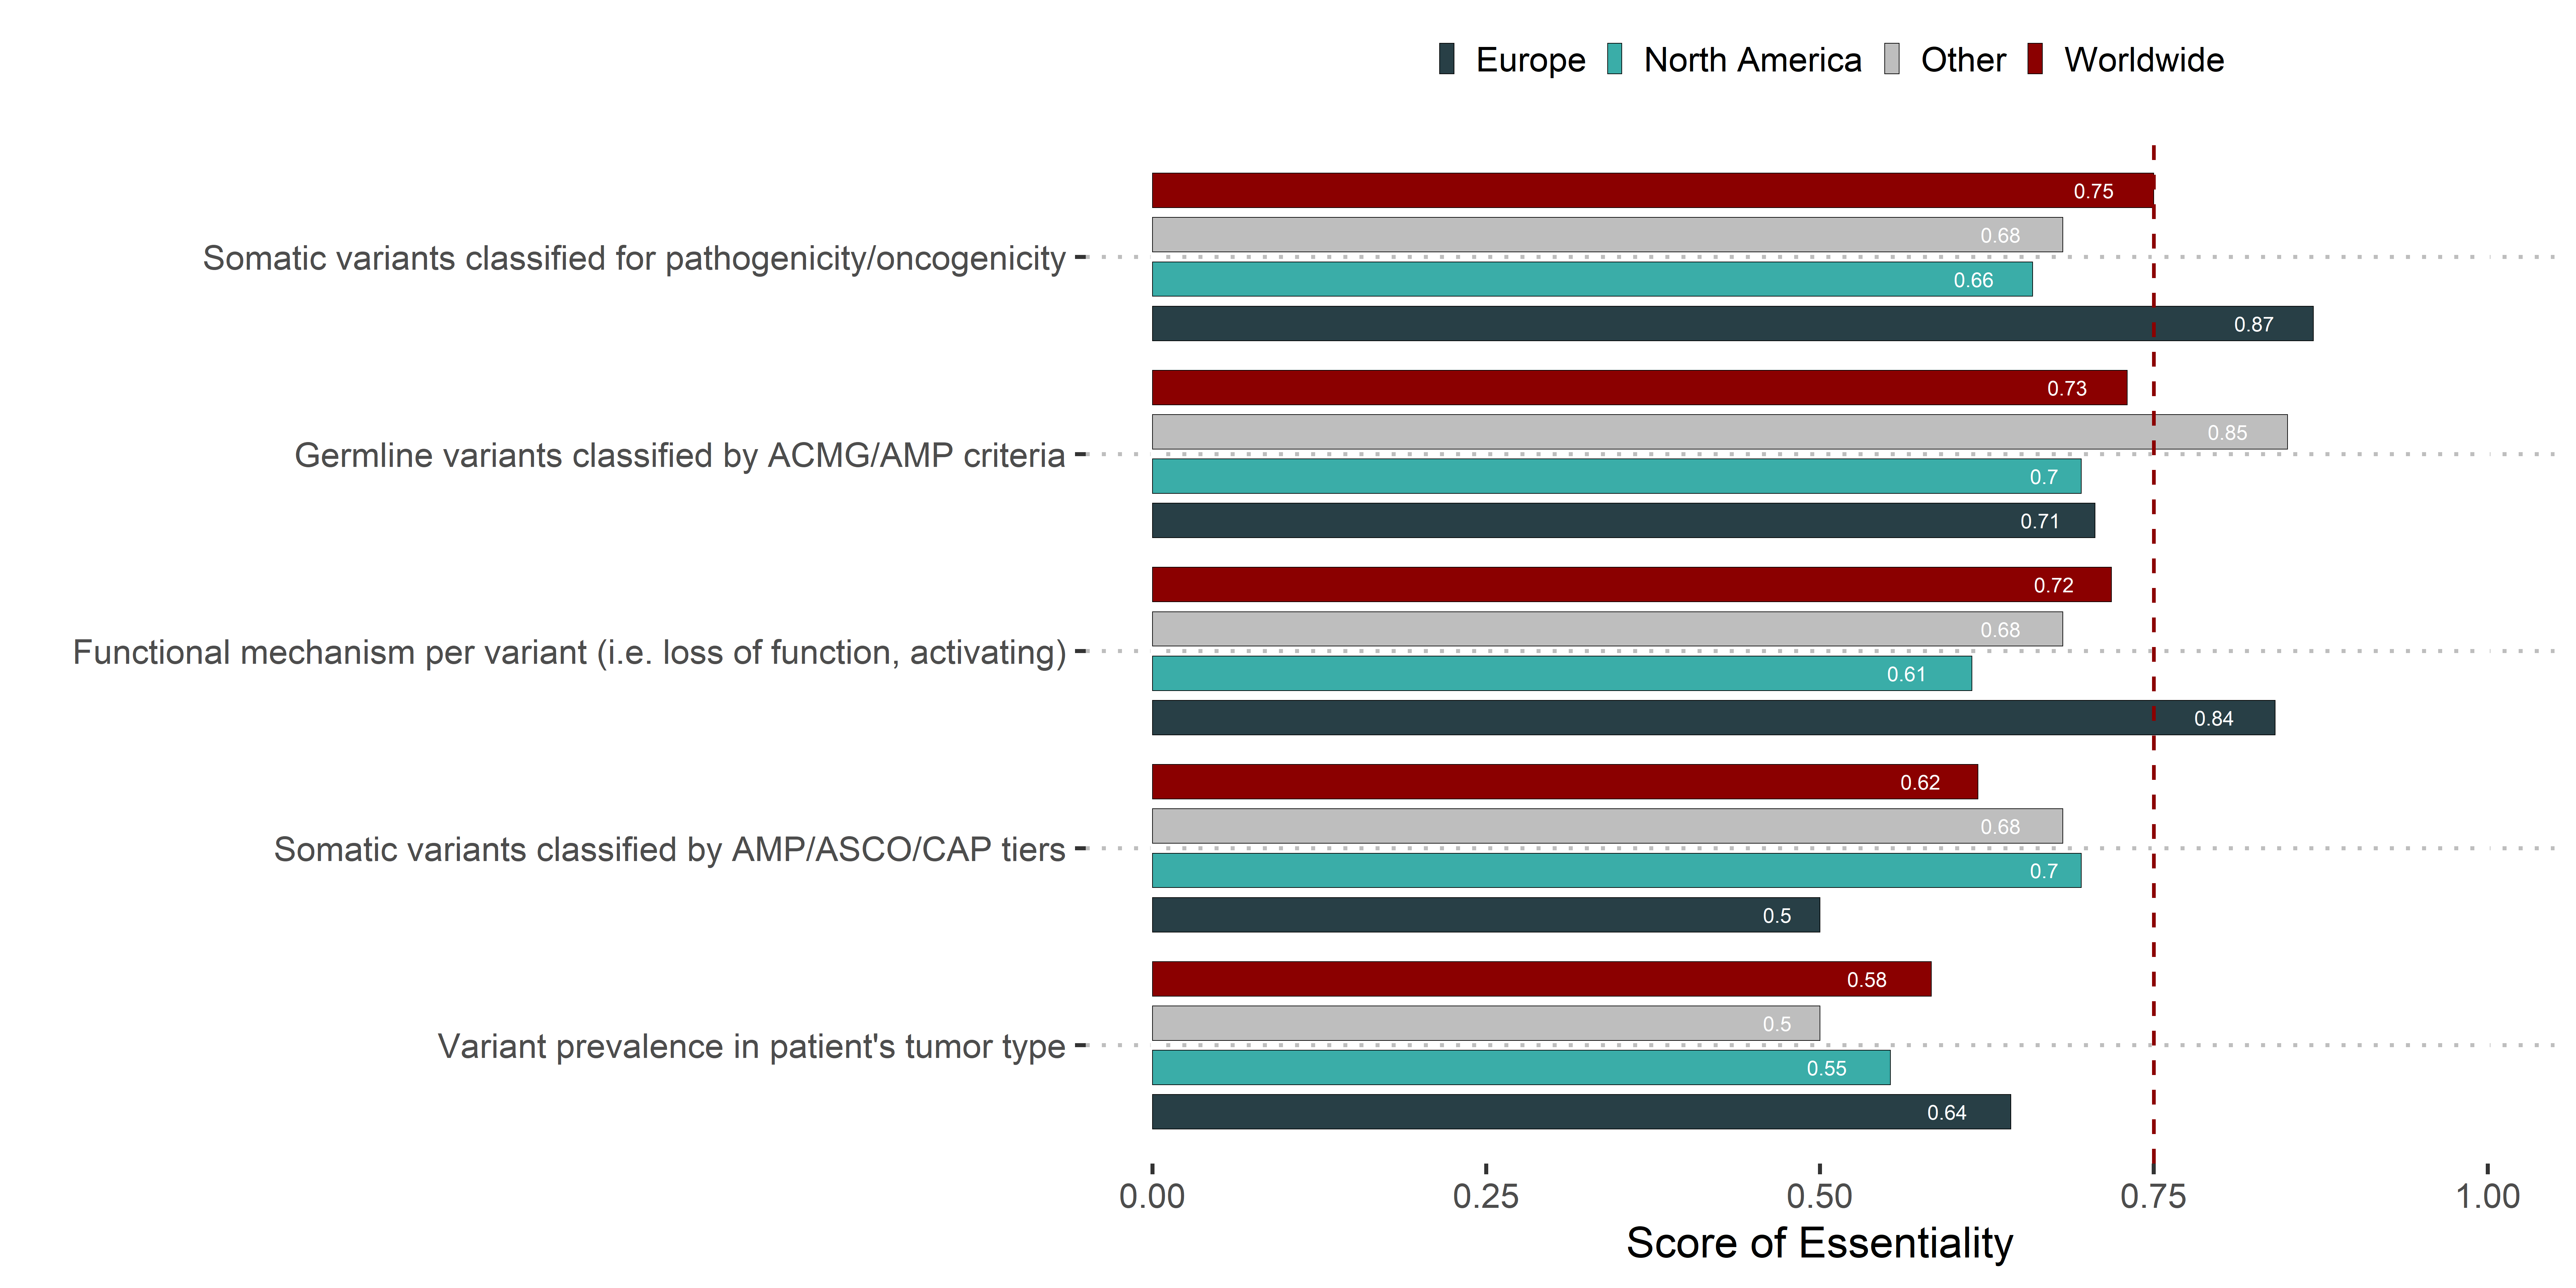 Europe North America Other Worldwide
Somatic variants classified for pathogenicity/oncogenicity
0.75
0.68
0.66
0.87
Germline variants classified by ACMG/AMP criteria
0.73
0.85
0.7
0.71
Functional mechanism per variant (i.e. loss of function, activating)
0.72
0.68
0.61
0.84
Somatic variants classified by AMP/ASCO/CAP tiers
0.62
0.68
0.7
0.5
Variant prevalence in patient's tumor type
0.58
0.5
0.55
0.64
0.00 0.25 0.50 0.75 1.00
Score of Essentiality